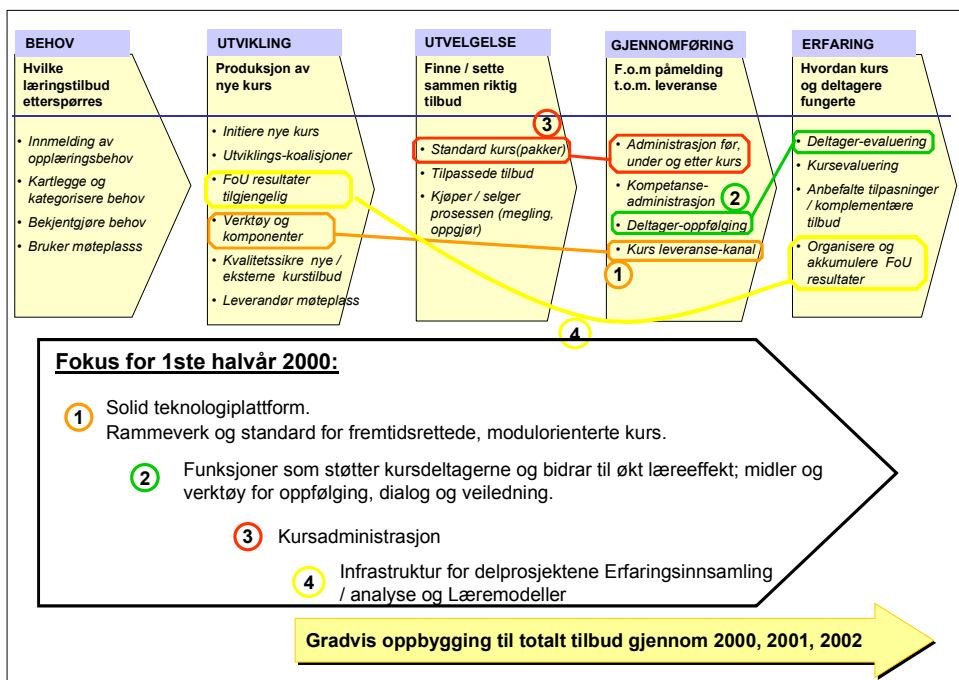 BEHOV
Hvilke
læringstilbud
etterspørres
• Innmelding av
opplæringsbehov
• Kartlegge og
kategorisere behov
• Bekjentgjøre behov
• Bruker møteplasss
UTVIKLING
Produksjon av
nye kurs
• Initiere nye kurs
• Utviklings-koalisjoner
• FoU resultater
tilgjengelig
• Verktøy og
komponenter
• Kvalitetssikre nye /
eksterne kurstilbud
• Leverandør møteplass
UTVELGELSE
Finne / sette
sammen riktig
tilbud
3
• Standard kurs(pakker)
• Tilpassede tilbud
• Kjøper / selger
prosessen (megling,
oppgjør)
GJENNOMFØRING
F.o.m påmelding
t.o.m. leveranse
• Administrasjon før,
under og etter kurs
• Kompetanse-
administrasjon
2
• Deltager-oppfølging
• Kurs leveranse-kanal
1
ERFARING
Hvordan kurs
og deltagere
fungerte
• Deltager-evaluering
• Kursevaluering
• Anbefalte tilpasninger
/ komplementære
tilbud
• Organisere og
akkumulere FoU
resultater
4
Fokus for 1ste halvår 2000:
1
Solid teknologiplattform.
Rammeverk og standard for fremtidsrettede, modulorienterte kurs.
2
Funksjoner som støtter kursdeltagerne og bidrar til økt læreeffekt; midler og
verktøy for oppfølging, dialog og veiledning.
3
Kursadministrasjon
4
Infrastruktur for delprosjektene Erfaringsinnsamling
/ analyse og Læremodeller
Gradvis oppbygging til totalt tilbud gjennom 2000, 2001, 2002